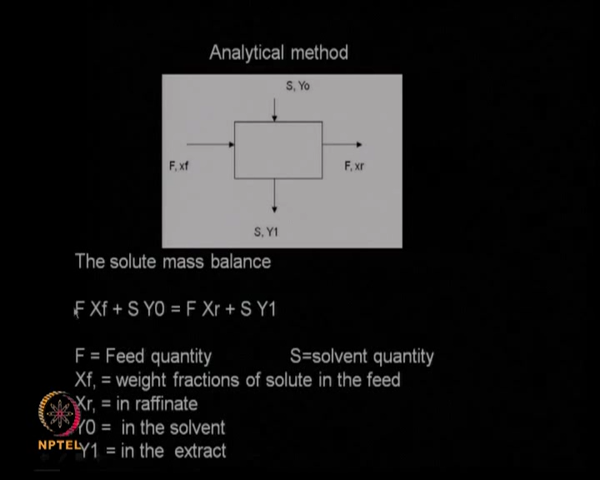 Analytical method
S, Yo
F, xf
F, xr
S, Y1
The solute mass balance
F Xf + S Y0 = F Xr + S Y1
F = Feed quantity S=solvent quantity
Xf, = weight fractions of solute in the feed
Xr, = in raffinate
Y0 = in the solvent
NPTEL
Y1 = in the extract